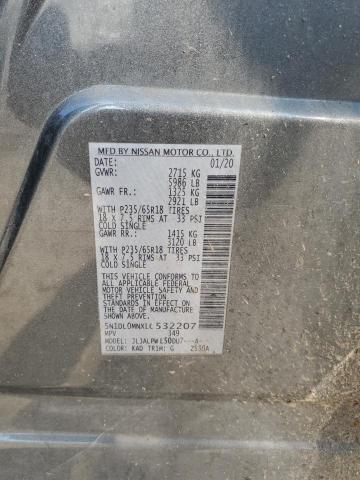 MFD BY NISSAN MOTOR CO., LTD.
DATE: 01/20
GVWR: 2715 KG
5986 LB
GAWR FR.: 1325 KG
2921 LB
WITH P235/65R18 TIRES
18 X 7.5 RIMS AT 33 PSI
COLD SINGLE
GAWR RR.: 1415 KG
3120 LB
WITH P235/65R18 TIRES
18 X 7.5 RIMS AT 33 PSI
COLD SINGLE
THIS VEHICLE CONFORMS TO
ALL APPLICABLE FEDERAL
MOTOR VEHICLE SAFETY
STANDARDS IN EFFECT ON
THE DATE OF MANUFACTURE
SHOWN ABOVE.
5N1DL0MNXLC 532207
MPV 349
MODEL:
COLOR: KAD TRIM: G